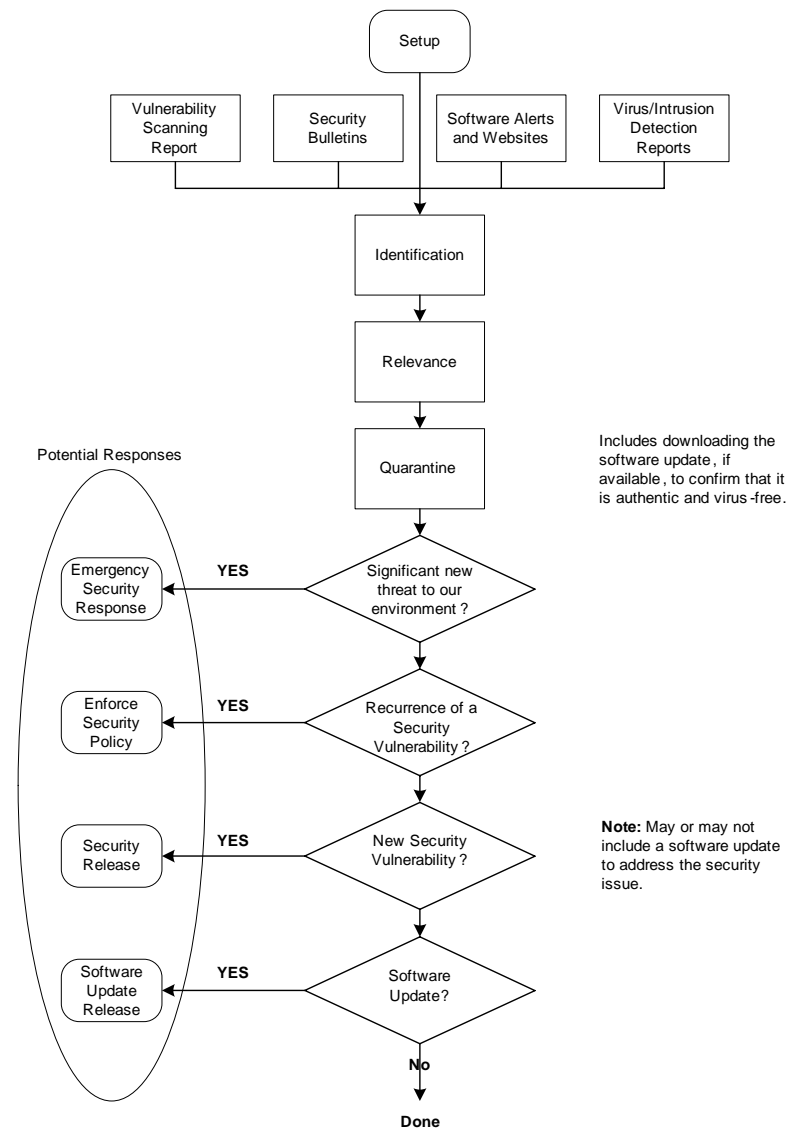 Setup
Vulnerability
Scanning
Report
Security
Bulletins
Software Alerts
and Websites
Virus/Intrusion
Detection
Reports
Identification
Relevance
Quarantine
Includes downloading the
software update, if
available, to confirm that it
is authentic and virus-free.
Potential Responses
Emergency
Security
Response
YES
Significant new
threat to our
environment?
Enforce
Security
Policy
YES
Recurrence of a
Security
Vulnerability?
Security
Release
YES
New Security
Vulnerability?
Note: May or may not
include a software update
to address the security
issue.
Software
Update
Release
YES
Software
Update?
No
Done